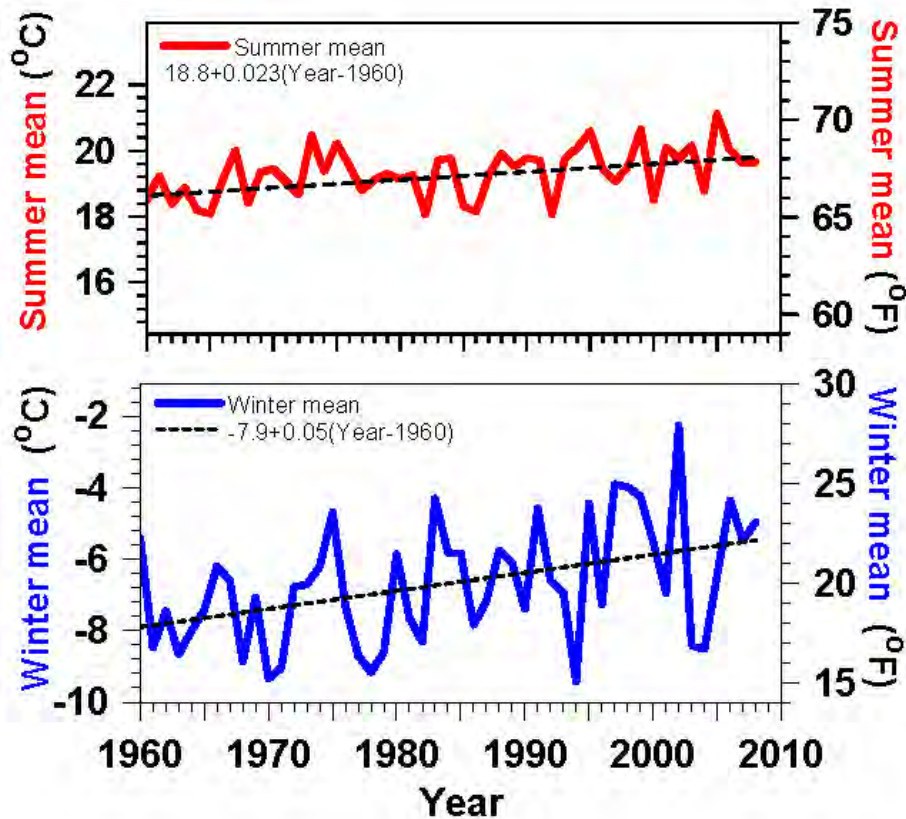 Summer mean (°C)
22
20
18
16
Summer mean
18.8+0.023(Year-1960)
75
70
65
60
Summer mean (°F)
Winter mean (°C)
-2
-4
-6
-8
-10
Winter mean
-7.9+0.05(Year-1960)
30
25
20
15
Winter mean (°F)
1960 1970 1980 1990 2000 2010
Year